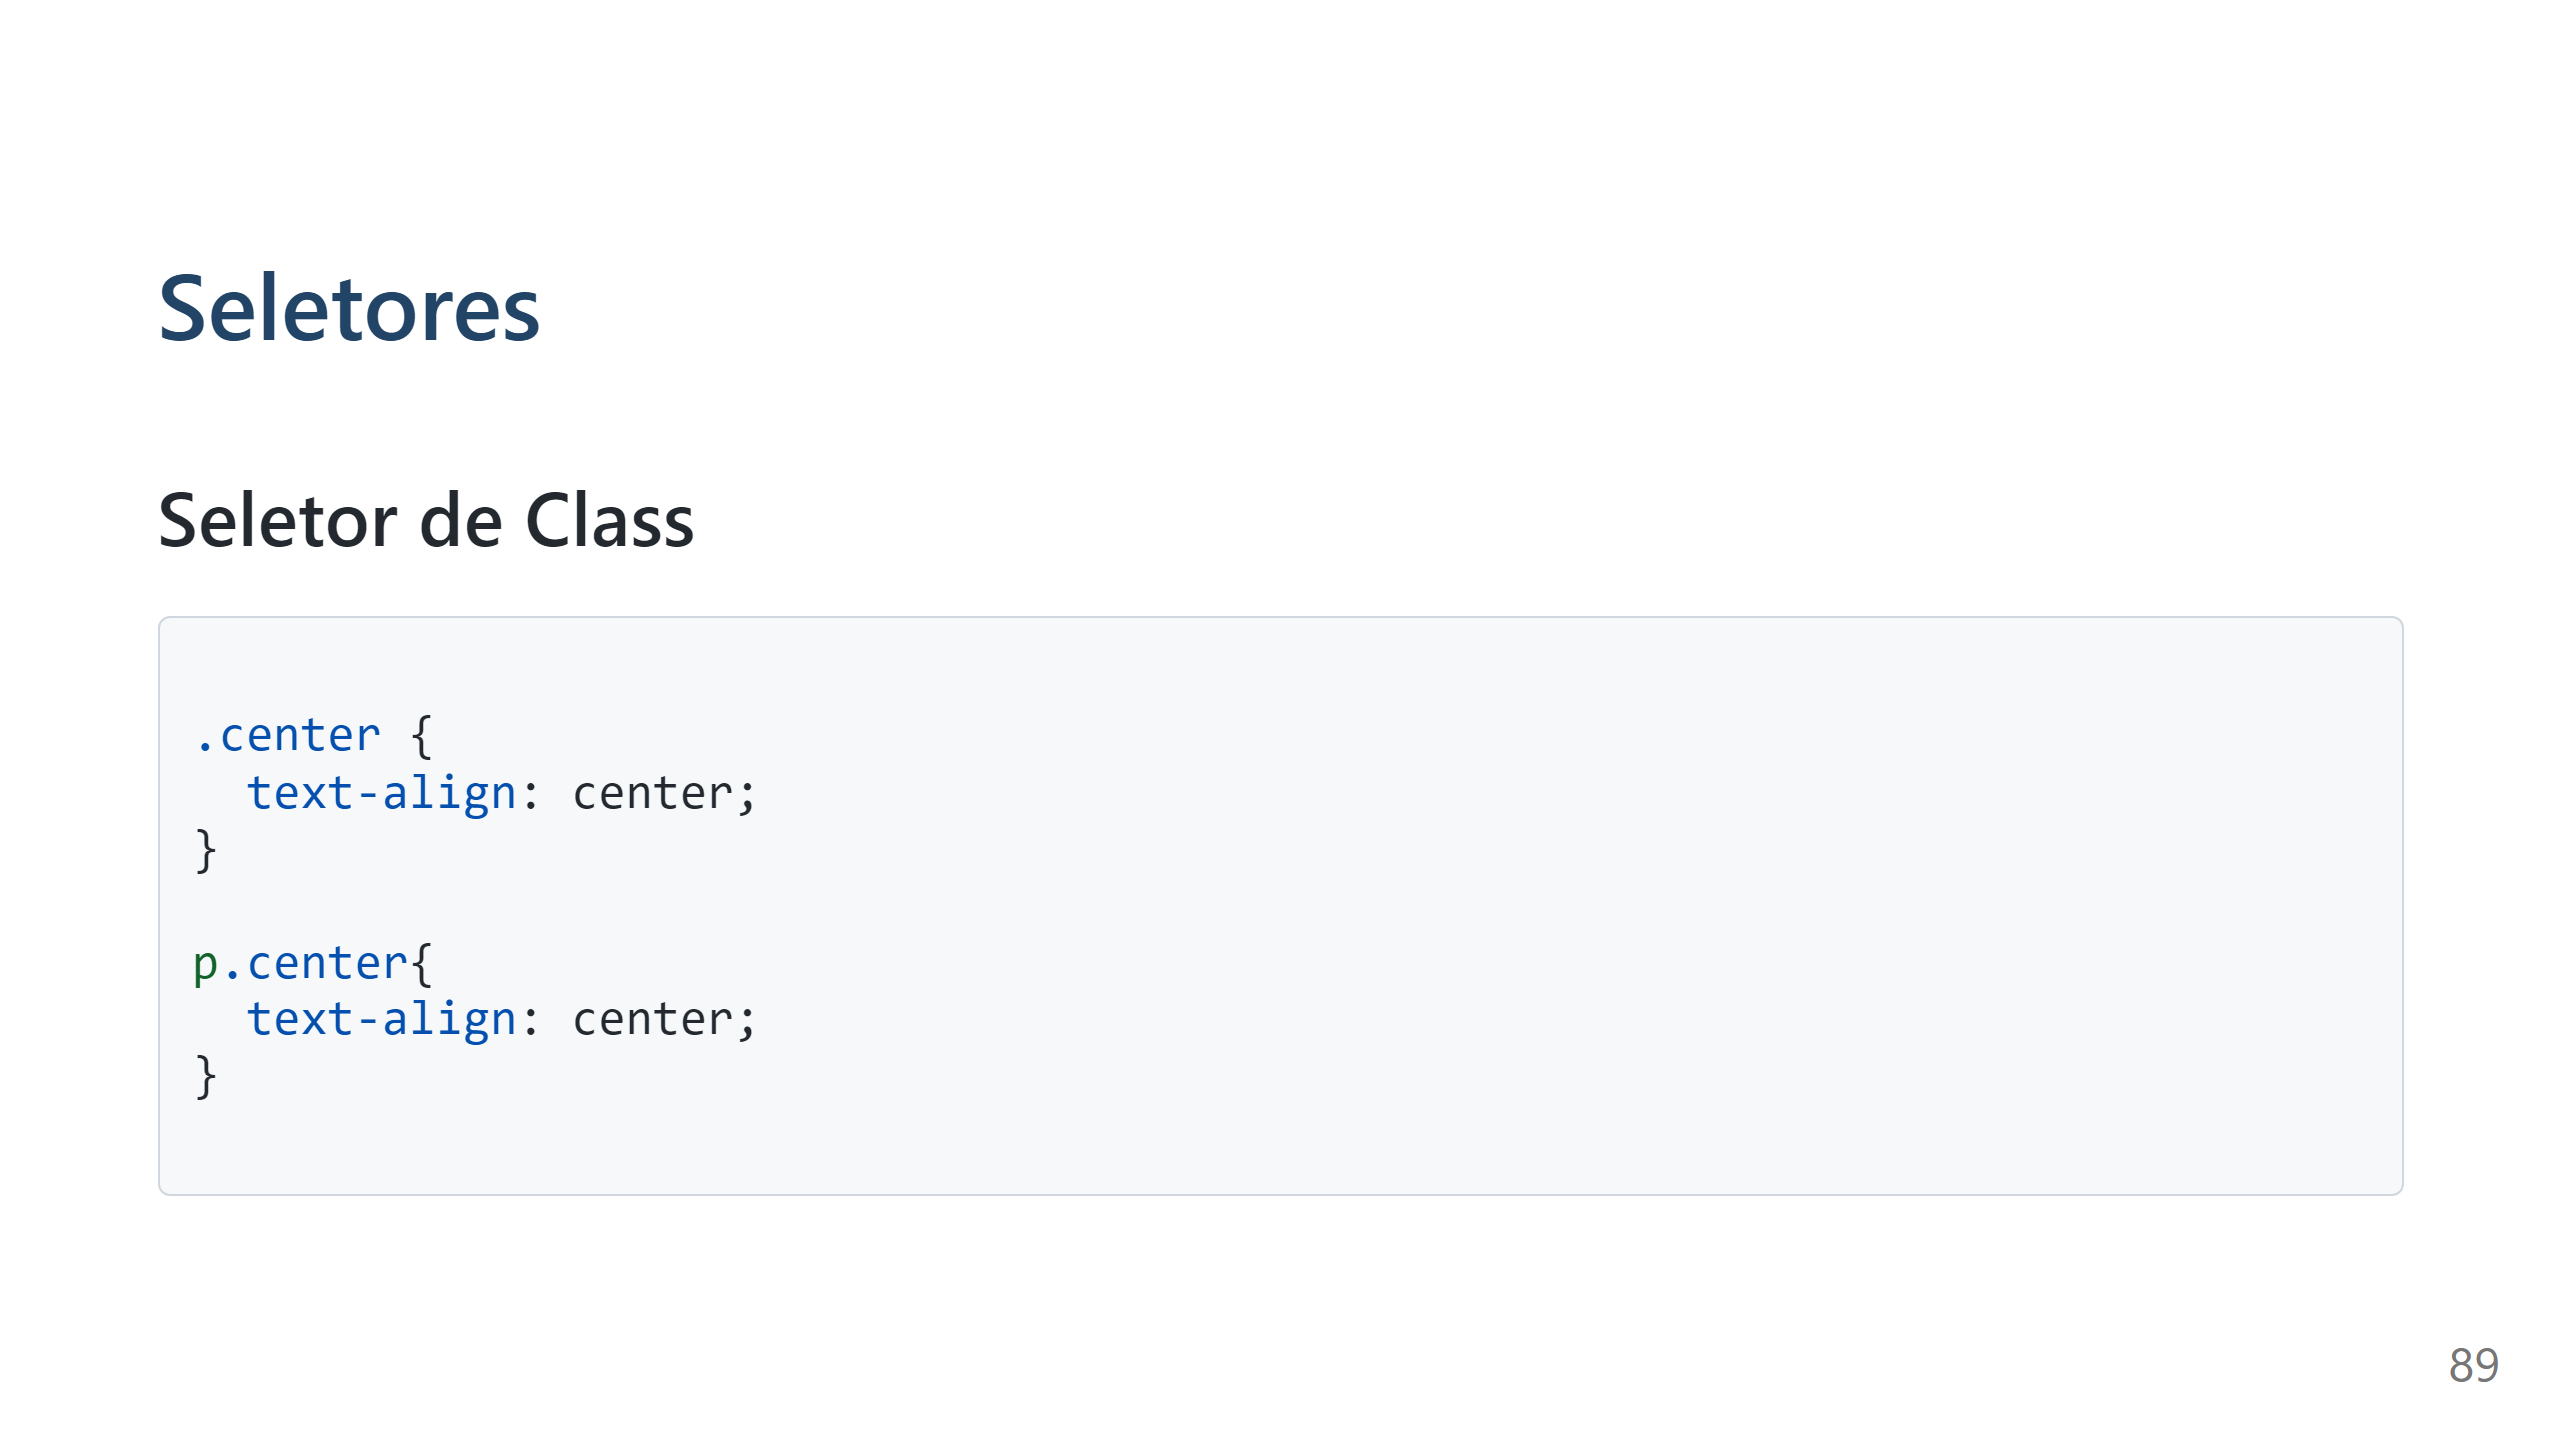 Seletores
Seletor de Class
.center {
  text-align: center;
}
p.center{
  text-align: center;
}
89